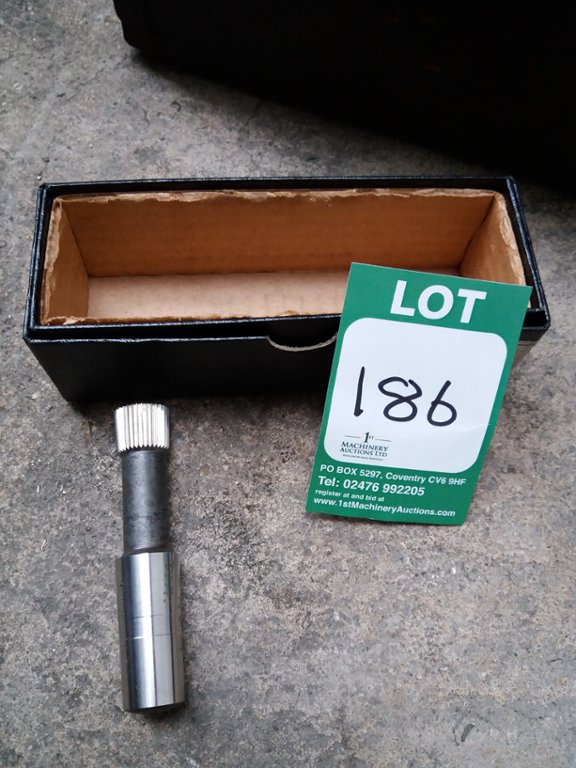 LOT
186
1ST
MACHINERY
AUCTIONS LTD
PO BOX 5297, Coventry CV6 9HF
Tel: 02476 992205
register at and bid at
www.1stMachineryAuctions.com